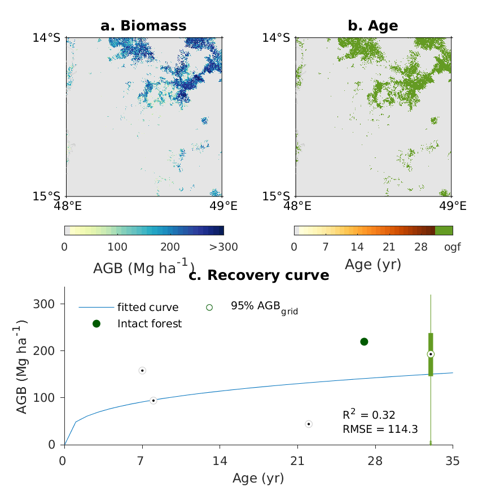 a. Biomass
b. Age
14°S
14°S
15°S
15°S
48°E
49°E
48°E
49°E
0
100
200
>300
0
7
14
21
28
ogf
AGB (Mg ha⁻¹)
Age (yr)
c. Recovery curve
300
200
100
0
AGB (Mg ha⁻¹)
fitted curve
95% AGB_grid
Intact forest
R² = 0.32
RMSE = 114.3
0
7
14
21
28
35
Age (yr)